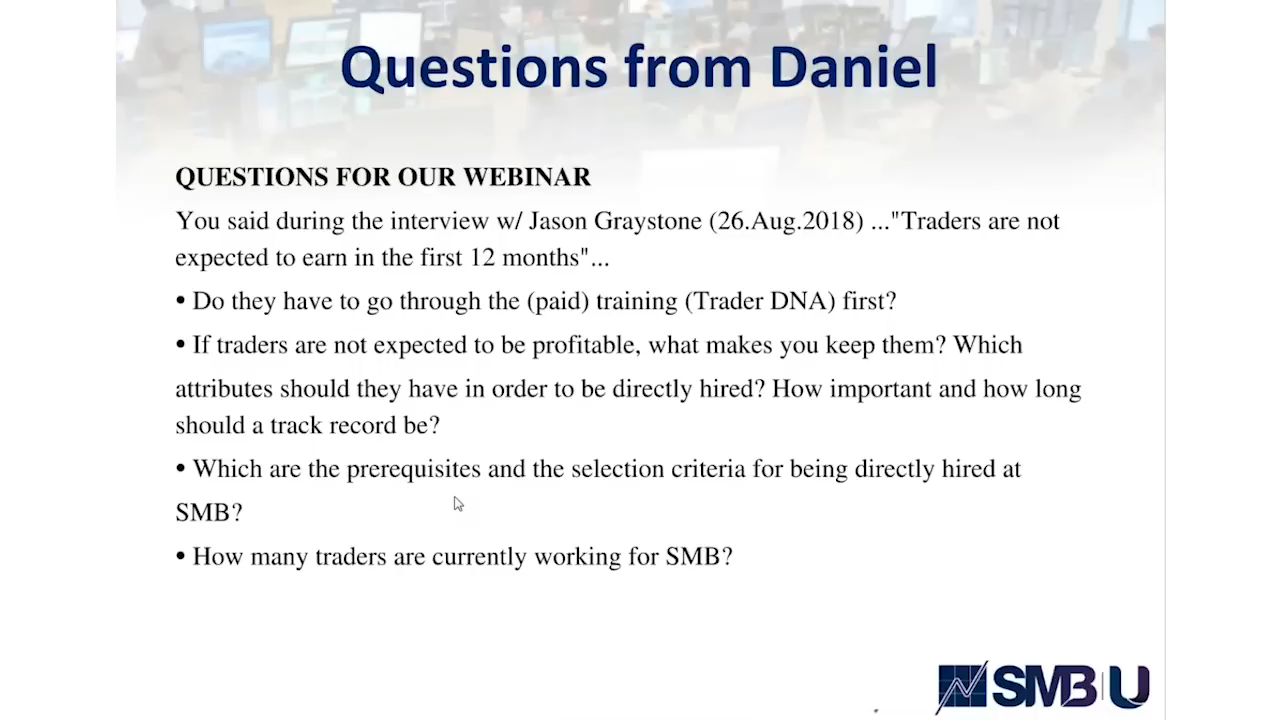 Questions from Daniel
QUESTIONS FOR OUR WEBINAR
You said during the interview w/ Jason Graystone (26.Aug.2018) ..."Traders are not
expected to earn in the first 12 months"...
• Do they have to go through the (paid) training (Trader DNA) first?
• If traders are not expected to be profitable, what makes you keep them? Which
attributes should they have in order to be directly hired? How important and how long
should a track record be?
• Which are the prerequisites and the selection criteria for being directly hired at
SMB?
• How many traders are currently working for SMB?
SMB U